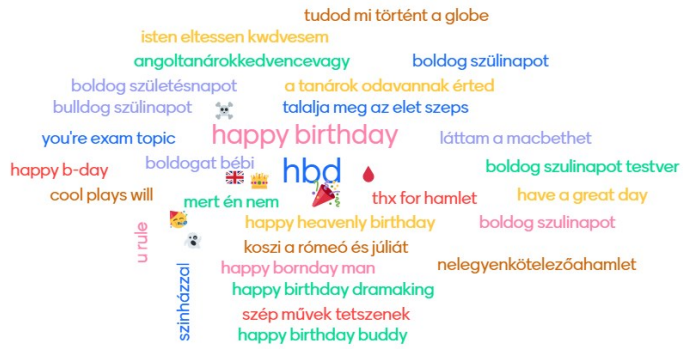 tudod mi történt a globe
isten eltessen kwdvesem
angoltanárokkedvencevagy
boldog szülinapot
boldog születésnapot
a tanárok odavannak érted
bulldog szülinapot
talalja meg az elet szeps
you're exam topic
happy birthday
láttam a macbethet
happy b-day
boldogat bébi
hbd
boldog szulinapot testver
cool plays will
mert én nem
thx for hamlet
have a great day
u rule
happy heavenly birthday
boldog szulinapot
koszi a rómeó és júliát
szinházzal
happy bornday man
nelegyenkötelezőahamlet
happy birthday dramaking
szép művek tetszenek
happy birthday buddy